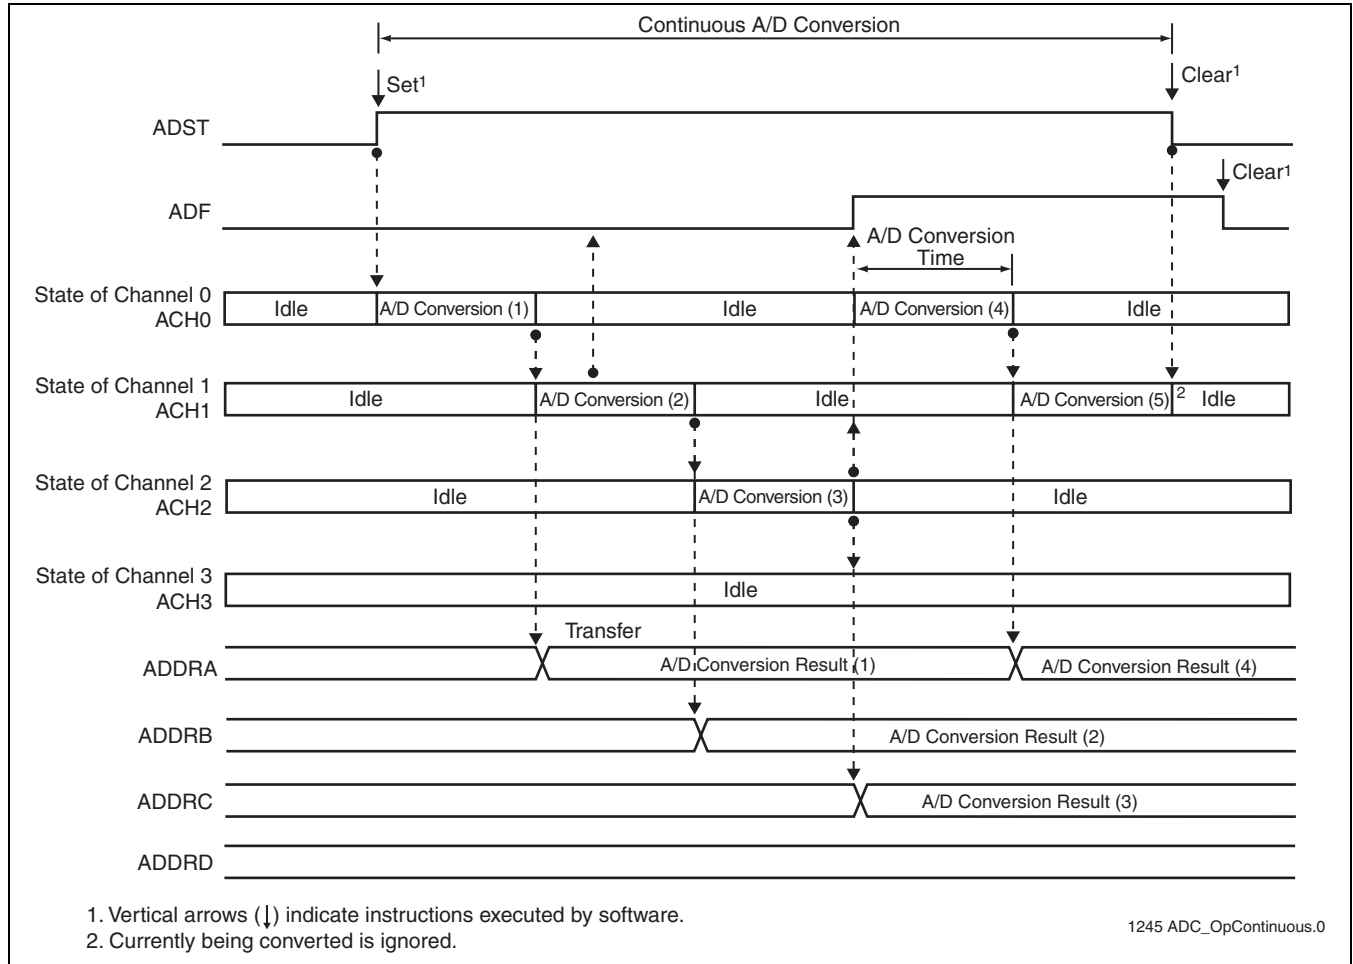 Continuous A/D Conversion
Set1
Clear1
ADST
Clear1
ADF
A/D Conversion
Time
State of Channel 0
ACH0
Idle
A/D Conversion (1)
Idle
A/D Conversion (4)
Idle
State of Channel 1
ACH1
Idle
A/D Conversion (2)
Idle
A/D Conversion (5)
2
Idle
State of Channel 2
ACH2
Idle
A/D Conversion (3)
Idle
State of Channel 3
ACH3
Idle
Transfer
ADDRA
A/D Conversion Result (1)
A/D Conversion Result (4)
ADDRB
A/D Conversion Result (2)
ADDRC
A/D Conversion Result (3)
ADDRD
1. Vertical arrows (↓) indicate instructions executed by software.
2. Currently being converted is ignored.
1245 ADC_OpContinuous.0